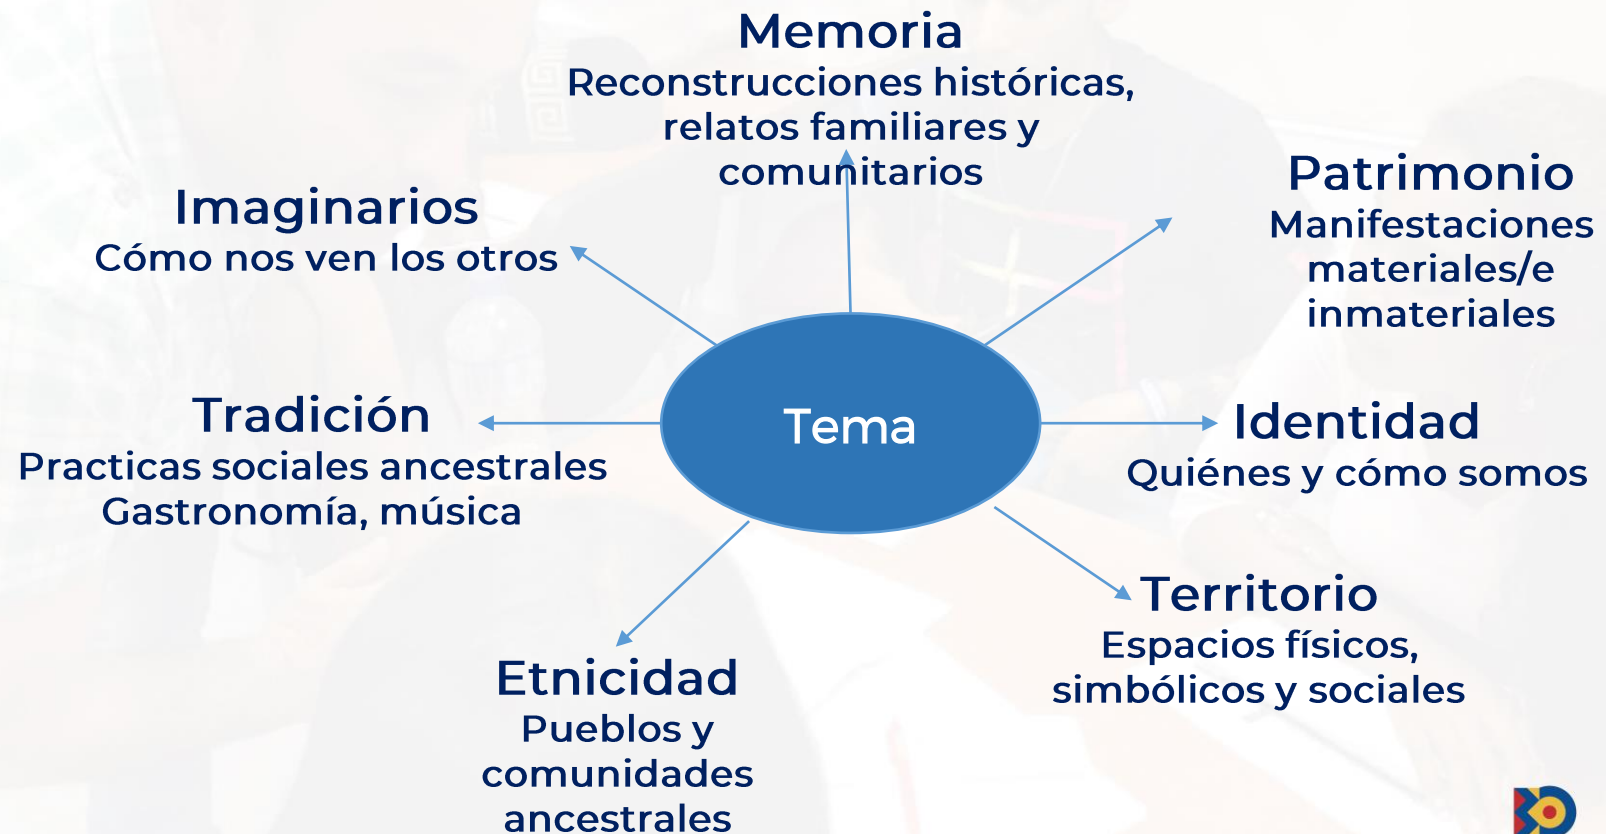 Memoria
Reconstrucciones históricas,
relatos familiares y
comunitarios
Patrimonio
Manifestaciones
materiales/e
inmateriales
Imaginarios
Cómo nos ven los otros
Tema
Tradición
Practicas sociales ancestrales
Gastronomía, música
Identidad
Quiénes y cómo somos
Territorio
Espacios físicos,
simbólicos y sociales
Etnicidad
Pueblos y
comunidades
ancestrales